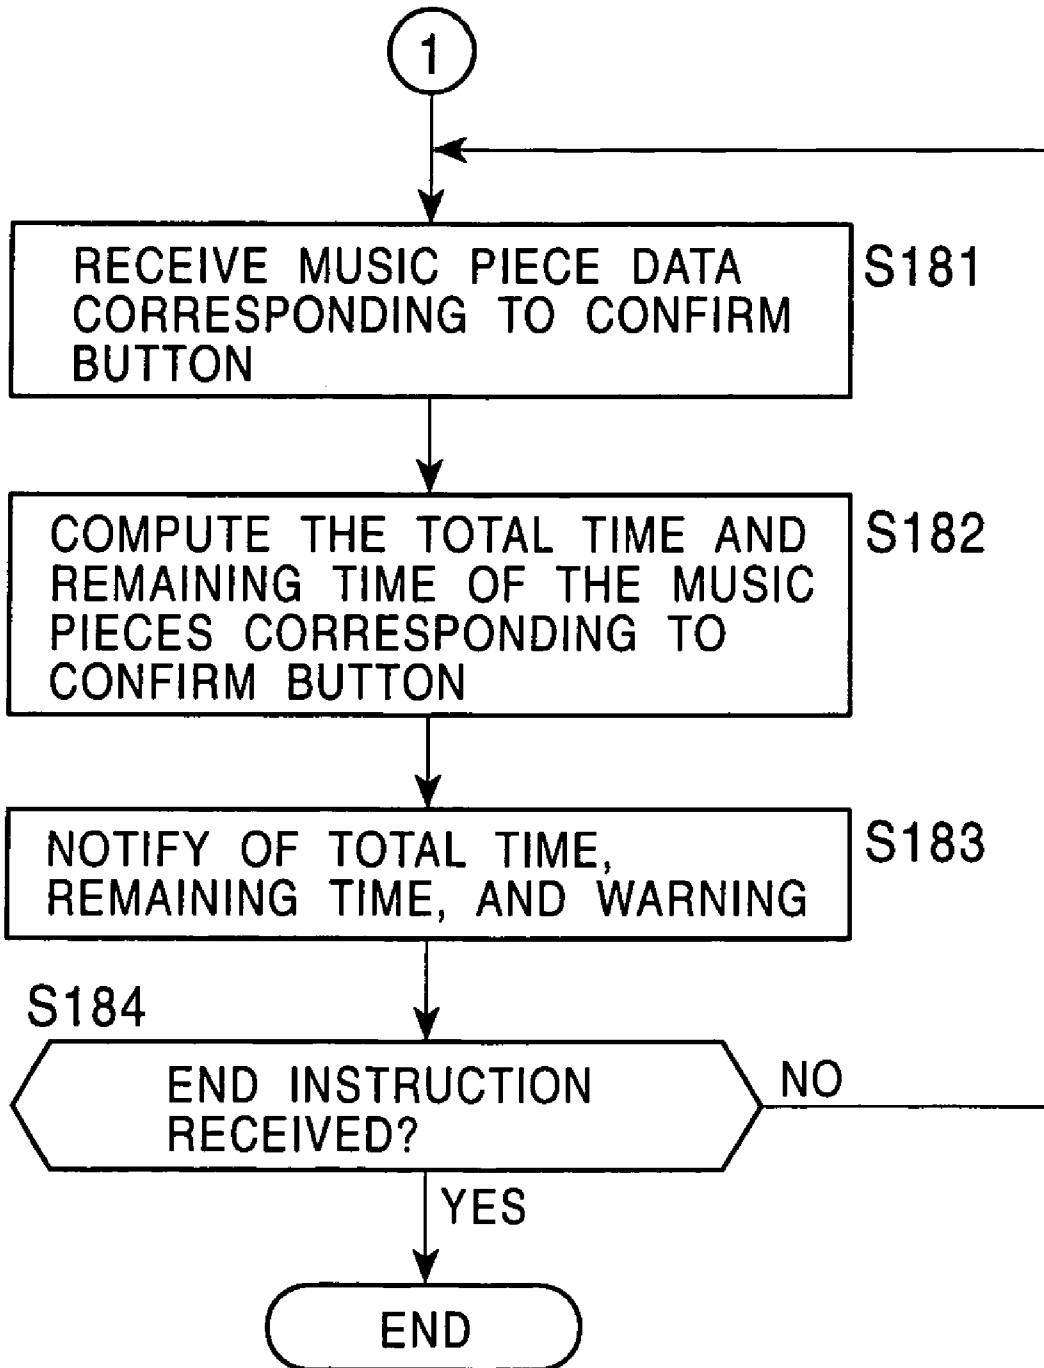 1
RECEIVE MUSIC PIECE DATA
CORRESPONDING TO CONFIRM
BUTTON
S181
COMPUTE THE TOTAL TIME AND
REMAINING TIME OF THE MUSIC
PIECES CORRESPONDING TO
CONFIRM BUTTON
S182
NOTIFY OF TOTAL TIME,
REMAINING TIME, AND WARNING
S183
S184
END INSTRUCTION
RECEIVED?
NO
YES
END